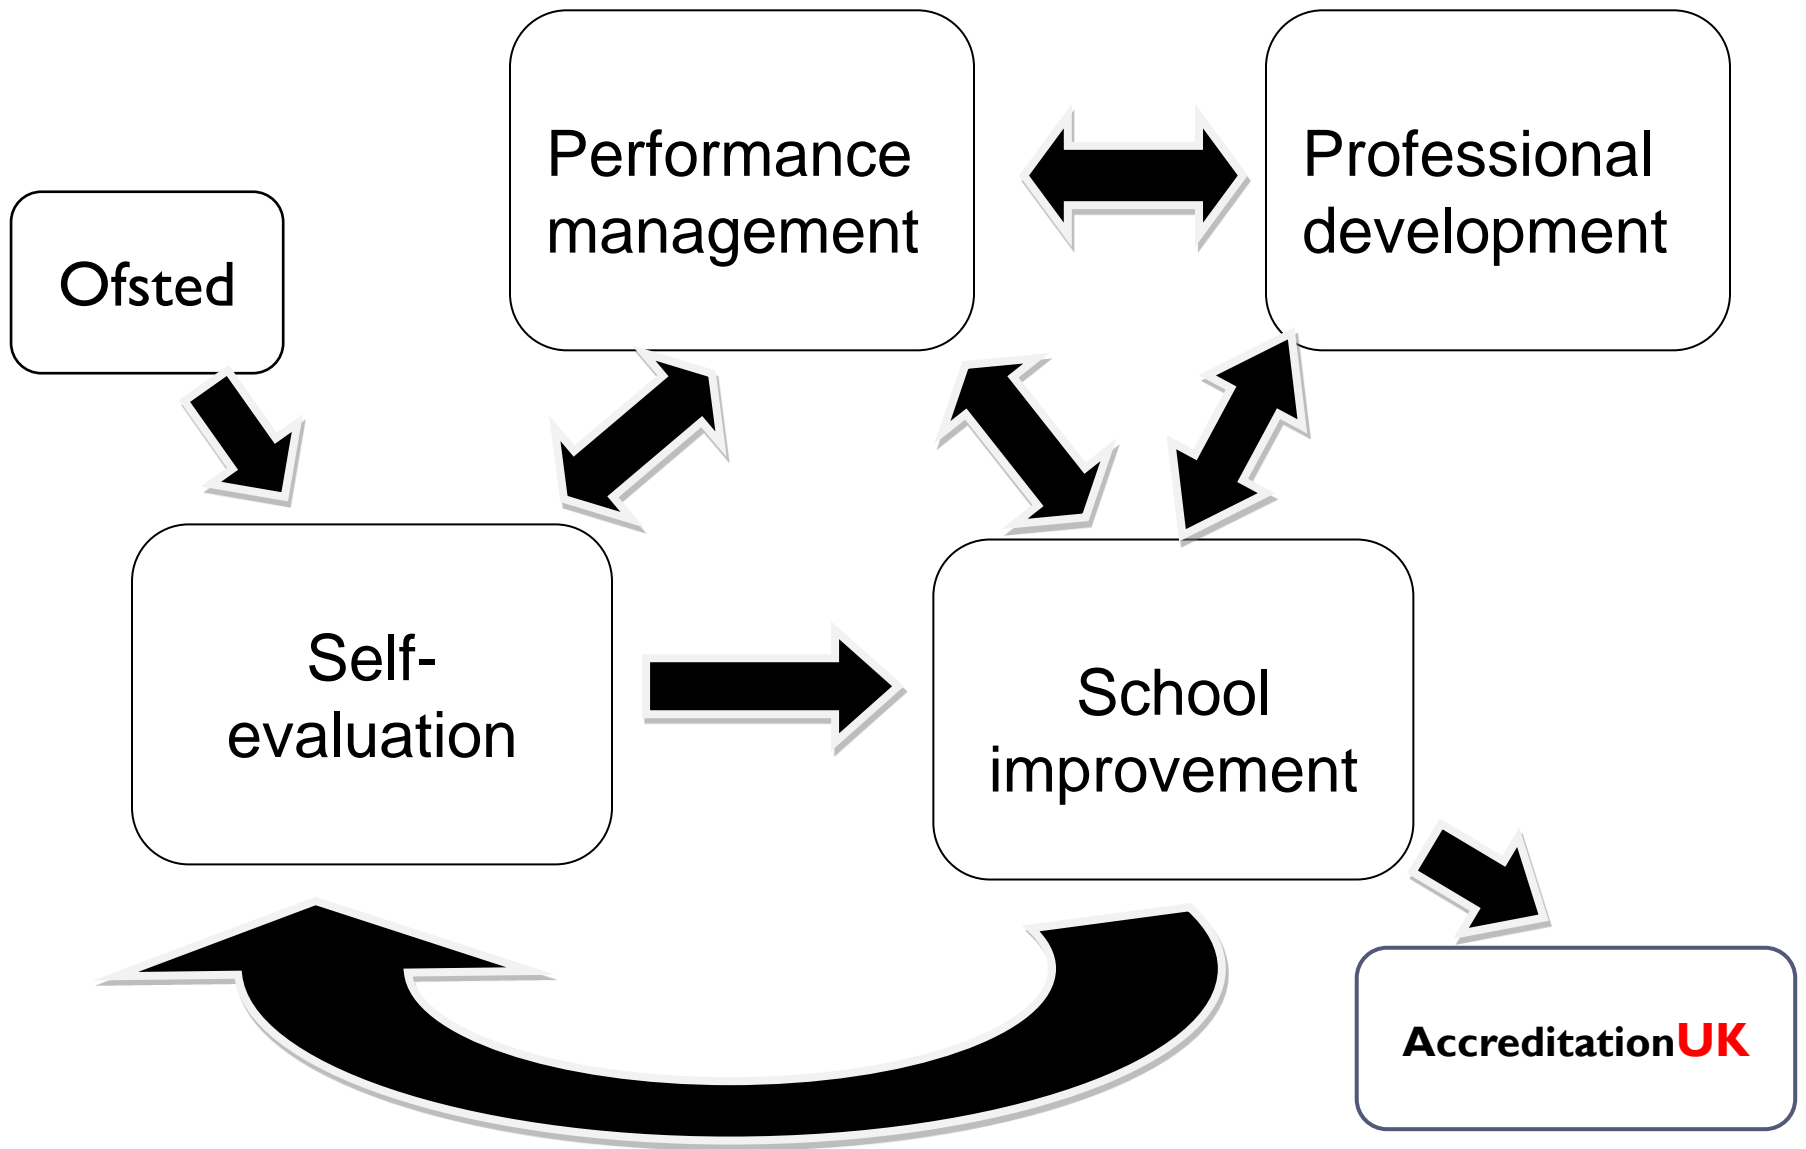 Performance
management
Professional
development
Ofsted
Self-
evaluation
School
improvement
AccreditationUK